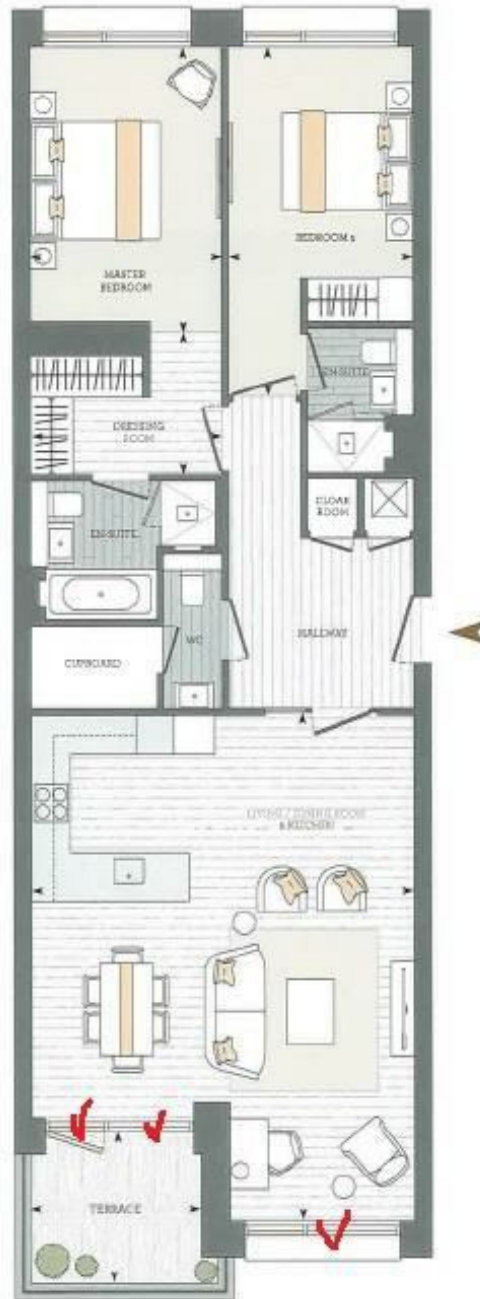 BEDROOM 2
MASTER
BEDROOM
EN-SUITE
DRESSING
ROOM
CLOAK
ROOM
EN-SUITE
HALLWAY
WC
CUPBOARD
LIVING / DINING ROOM
& KITCHEN
TERRACE